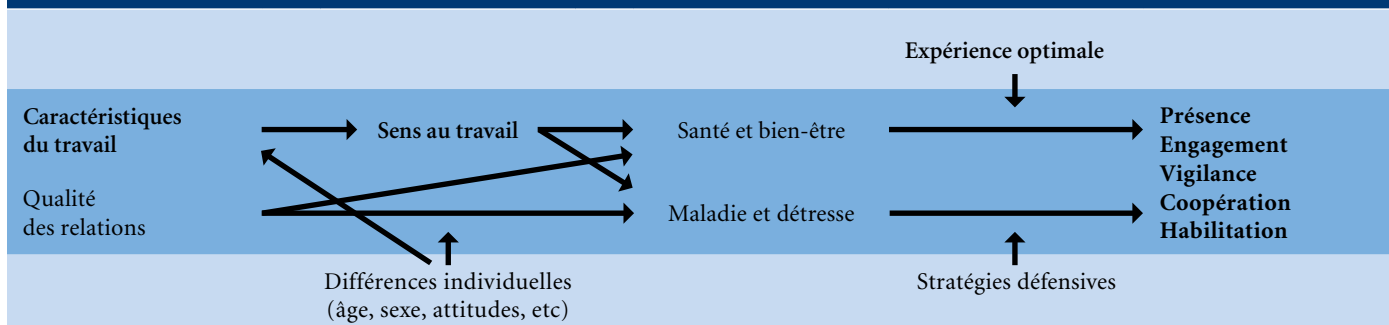 Expérience optimale
Caractéristiques
du travail
Sens au travail
Santé et bien-être
Présence
Engagement
Vigilance
Coopération
Habilitation
Qualité
des relations
Maladie et détresse
Différences individuelles
(âge, sexe, attitudes, etc)
Stratégies défensives